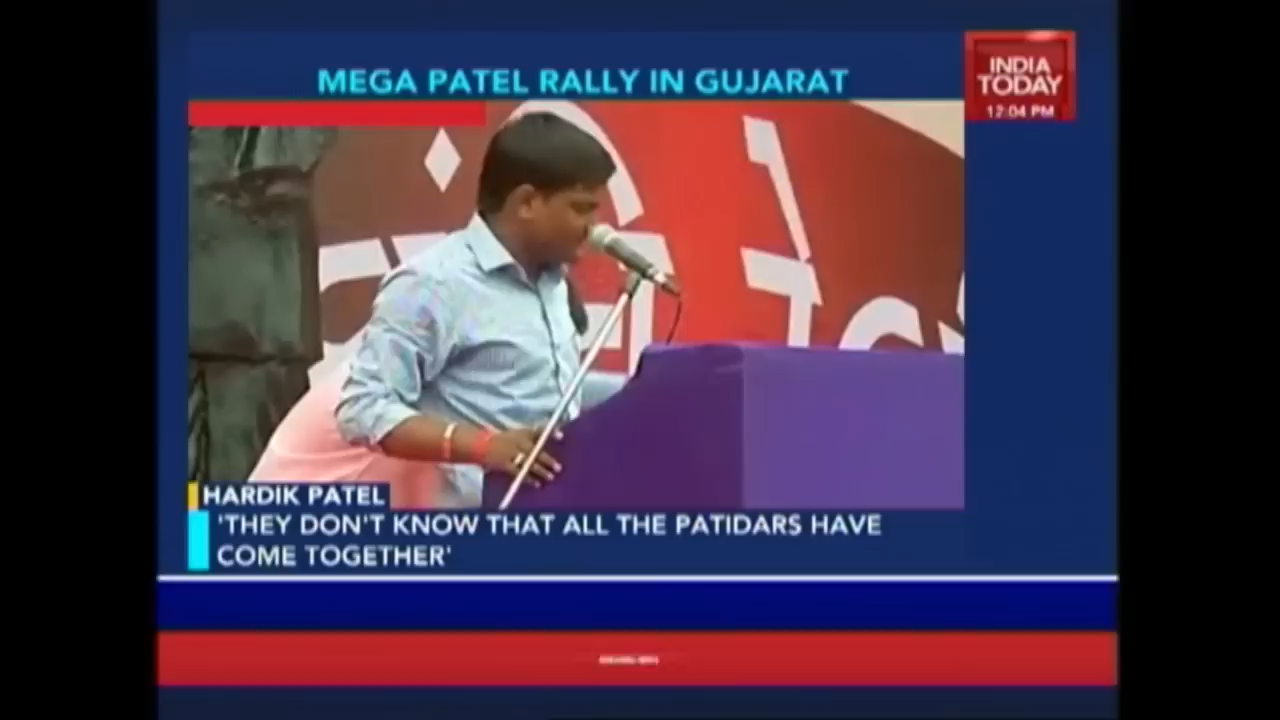 MEGA PATEL RALLY IN GUJARAT
INDIA
TODAY
12:04 PM
HARDIK PATEL
'THEY DON'T KNOW THAT ALL THE PATIDARS HAVE
COME TOGETHER'